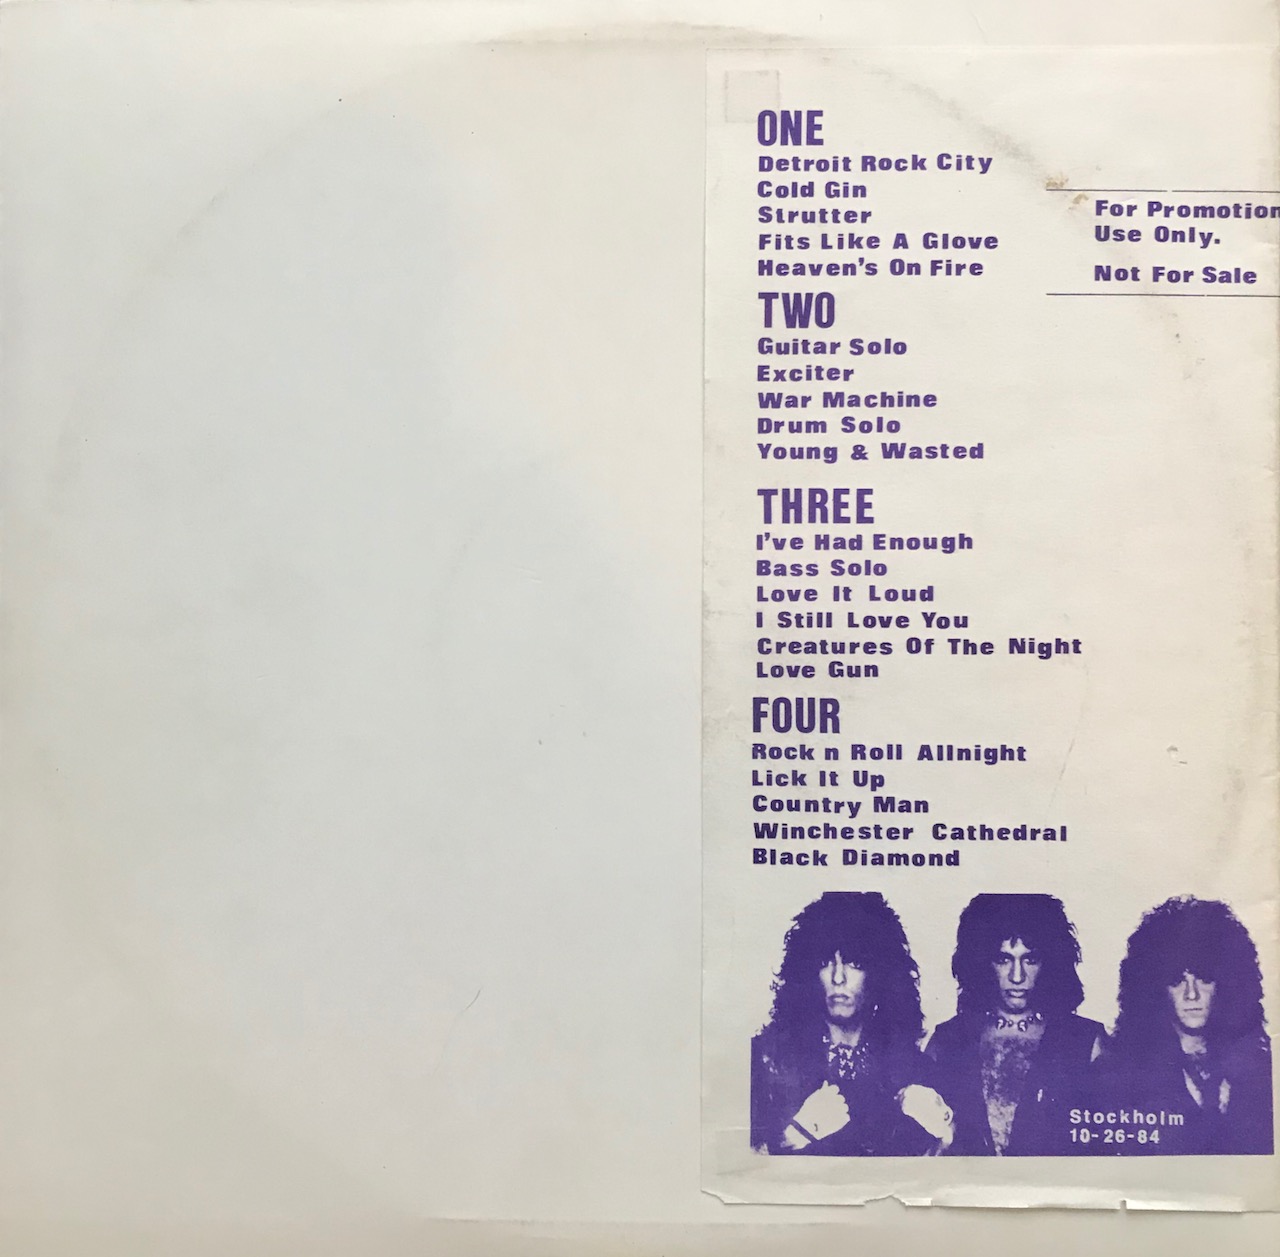 ONE
Detroit Rock City
Cold Gin
Strutter
Fits Like A Glove
Heaven's On Fire
For Promotion
Use Only.
Not For Sale
TWO
Guitar Solo
Exciter
War Machine
Drum Solo
Young & Wasted
THREE
I've Had Enough
Bass Solo
Love It Loud
I Still Love You
Creatures Of The Night
Love Gun
FOUR
Rock n Roll Allnight
Lick It Up
Country Man
Winchester Cathedral
Black Diamond
Stockholm
10-26-84